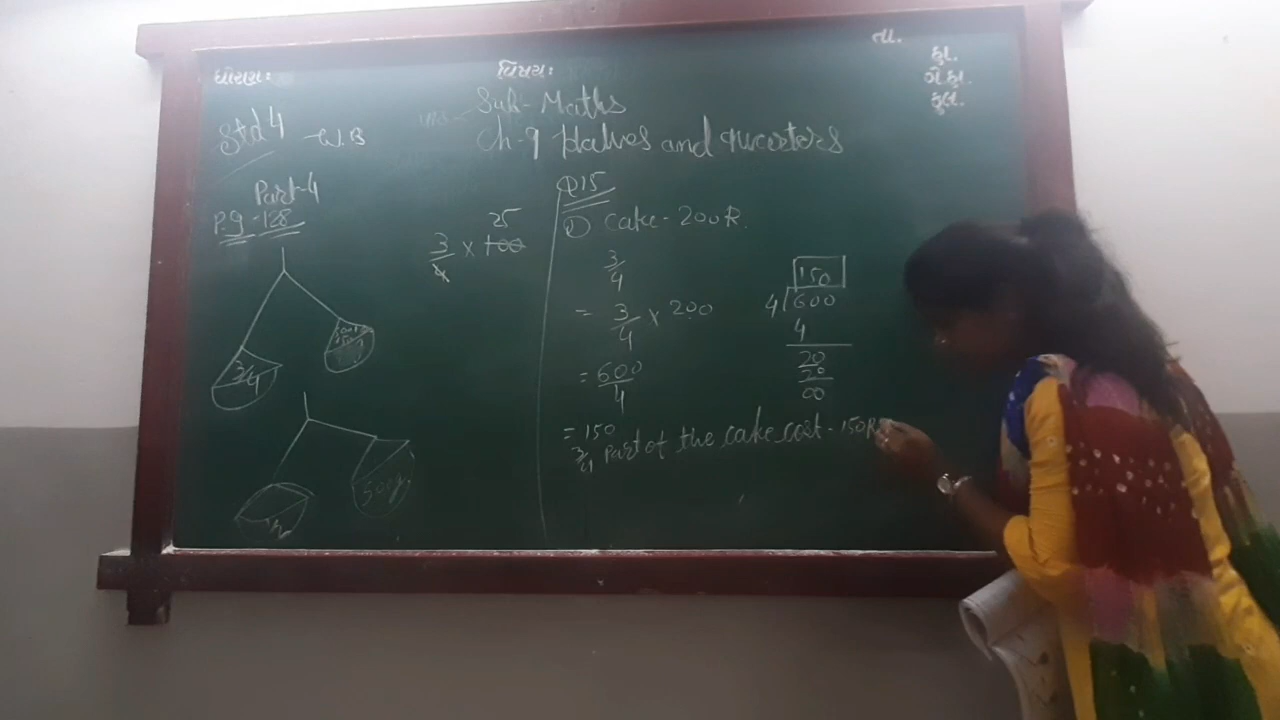 ધોરણ:
વિષય:
તા.
હા.
ગે.હા.
કુલ.
Std 4
W.B
Sub- Maths
Ch-9 Halves and quarters
Part-4
P.g -128
3/4 × 100
25
3/4
500g
Q15
① Cake - 200R.
3/4
= 3/4 × 200
= 600/4
= 150
3/4 Part of the cake cost - 150R
150
4 600
4
20
20
00